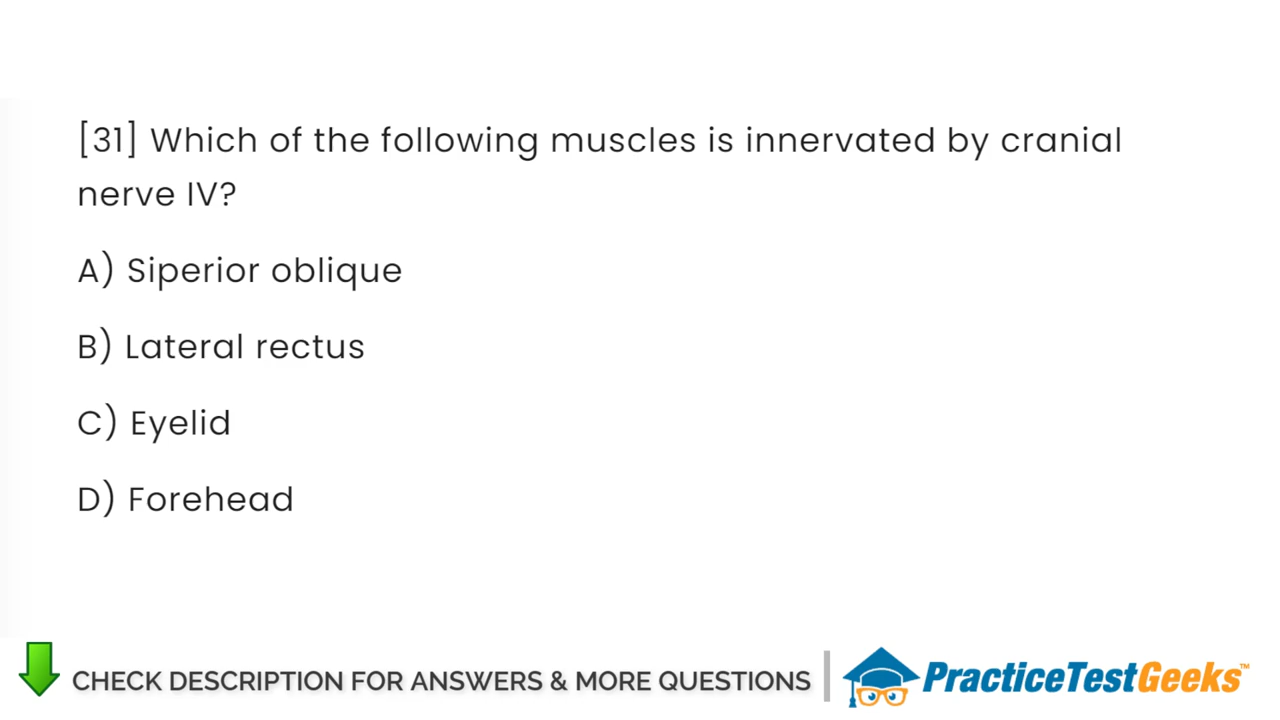 [31] Which of the following muscles is innervated by cranial
nerve IV?
A) Siperior oblique
B) Lateral rectus
C) Eyelid
D) Forehead
CHECK DESCRIPTION FOR ANSWERS & MORE QUESTIONS
PracticeTestGeeks™